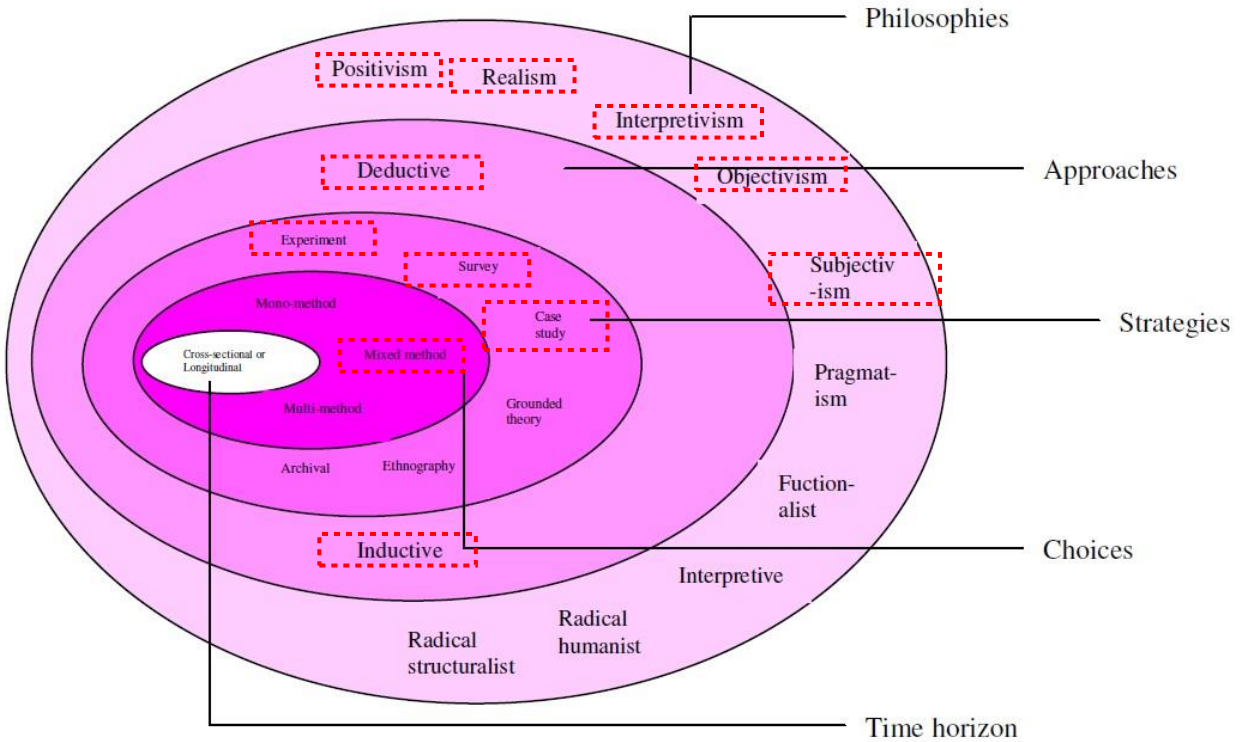 Philosophies
Positivism
Realism
Interpretivism
Deductive
Objectivism
Approaches
Experiment
Survey
Subjectiv
-ism
Mono-method
Case
study
Strategies
Cross-sectional or
Longitudinal
Mixed method
Pragmat-
ism
Multi-method
Grounded
theory
Archival
Ethnography
Fuction-
alist
Inductive
Choices
Interpretive
Radical
humanist
Radical
structuralist
Time horizon